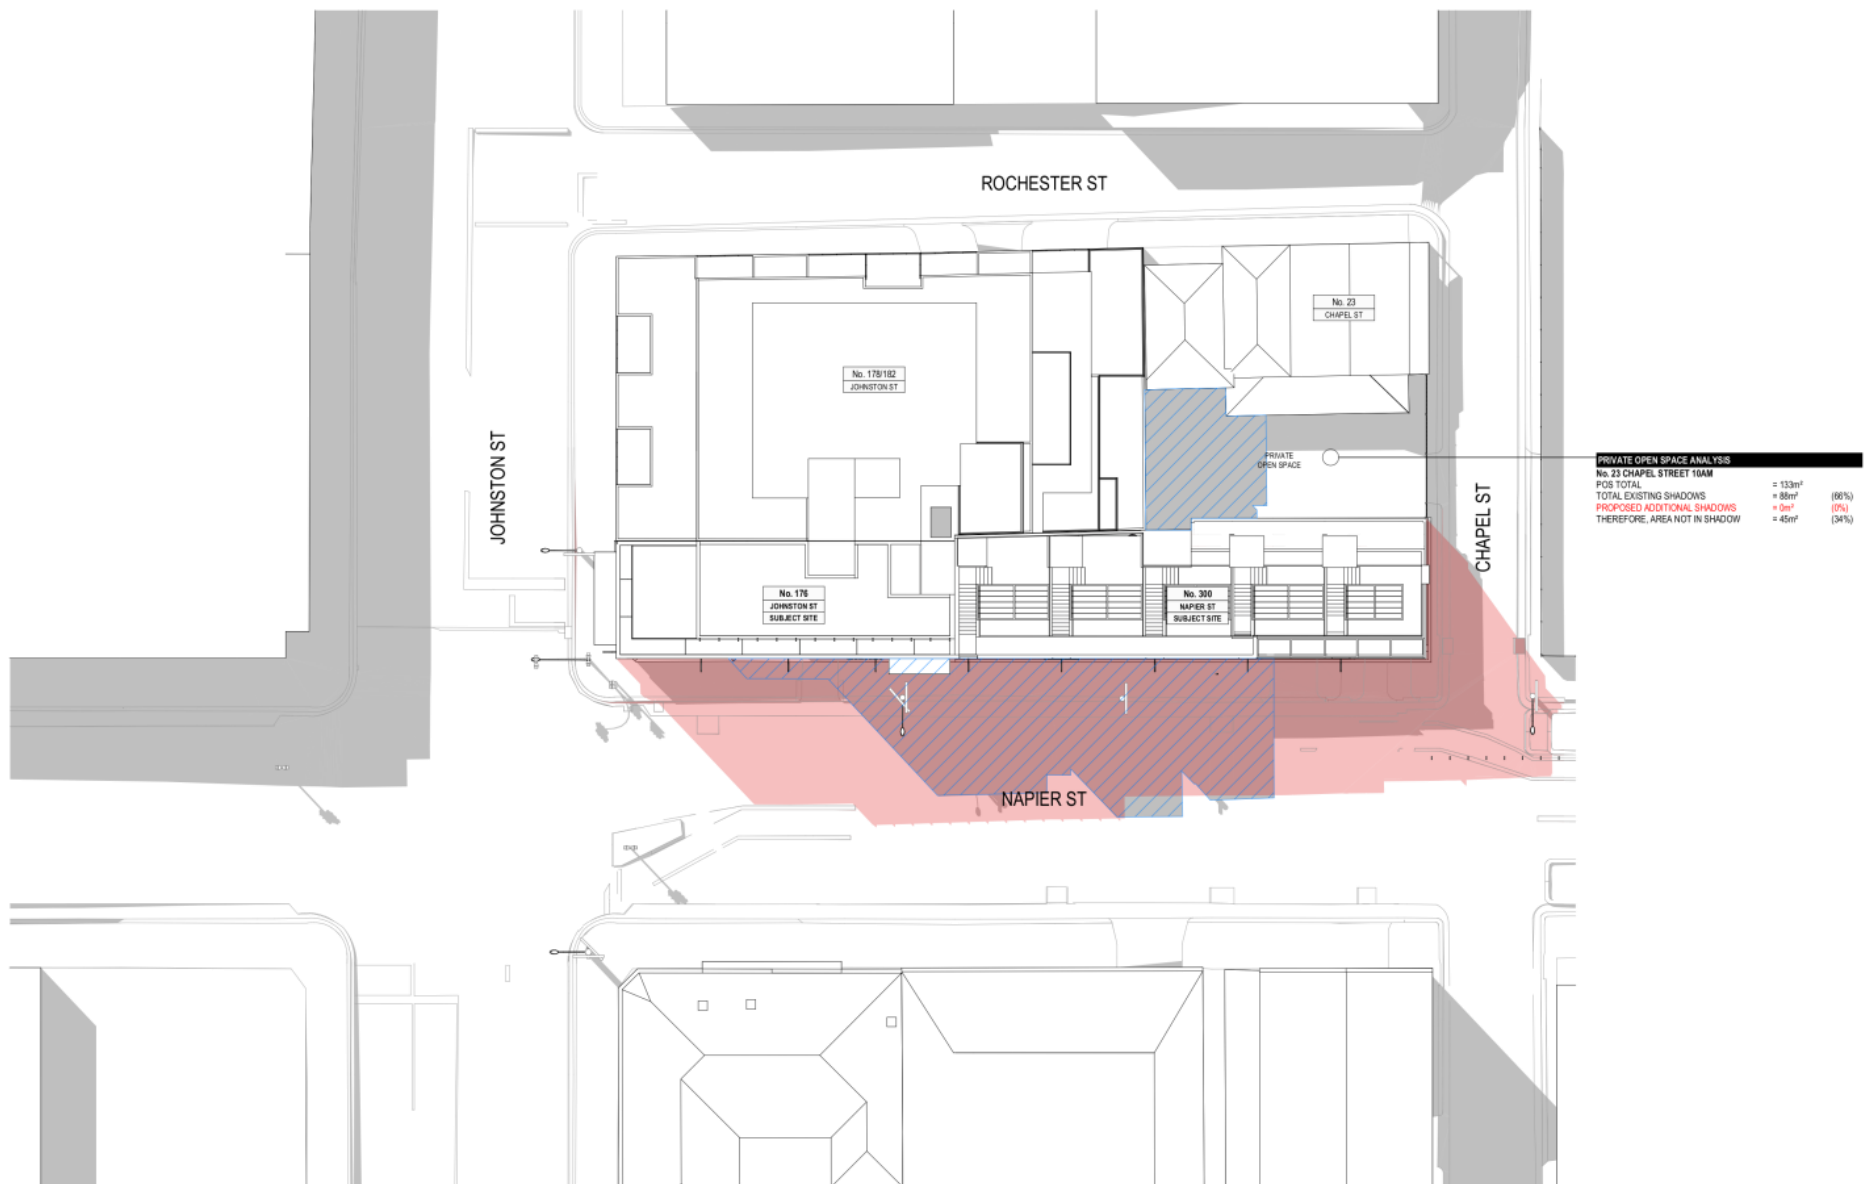 ROCHESTER ST
No. 23
CHAPEL ST
No. 178/182
JOHNSTON ST
JOHNSTON ST
PRIVATE
OPEN SPACE
CHAPEL ST
PRIVATE OPEN SPACE ANALYSIS
No. 23 CHAPEL STREET 10AM
POS TOTAL = 133m²
TOTAL EXISTING SHADOWS = 88m² (66%)
PROPOSED ADDITIONAL SHADOWS = 0m² (0%)
THEREFORE, AREA NOT IN SHADOW = 45m² (34%)
No. 176
JOHNSTON ST
SUBJECT SITE
No. 300
NAPIER ST
SUBJECT SITE
NAPIER ST